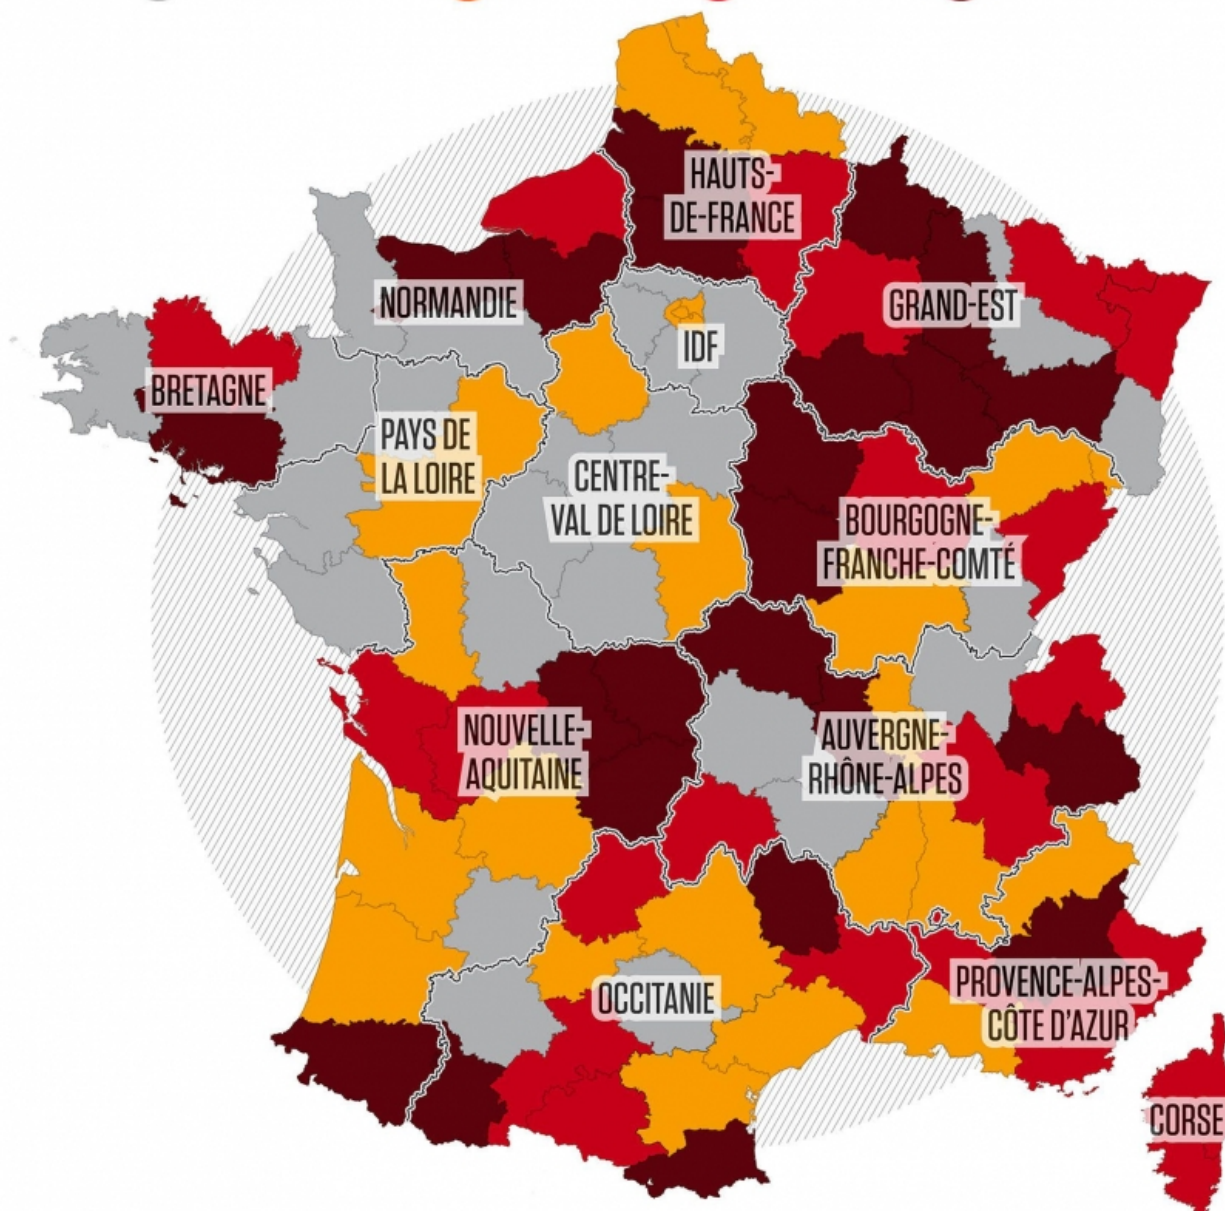 HAUTS-
DE-FRANCE
NORMANDIE
GRAND-EST
IDF
BRETAGNE
PAYS DE
LA LOIRE
CENTRE-
VAL DE LOIRE
BOURGOGNE-
FRANCHE-COMTÉ
NOUVELLE-
AQUITAINE
AUVERGNE-
RHÔNE-ALPES
OCCITANIE
PROVENCE-ALPES-
CÔTE D'AZUR
CORSE